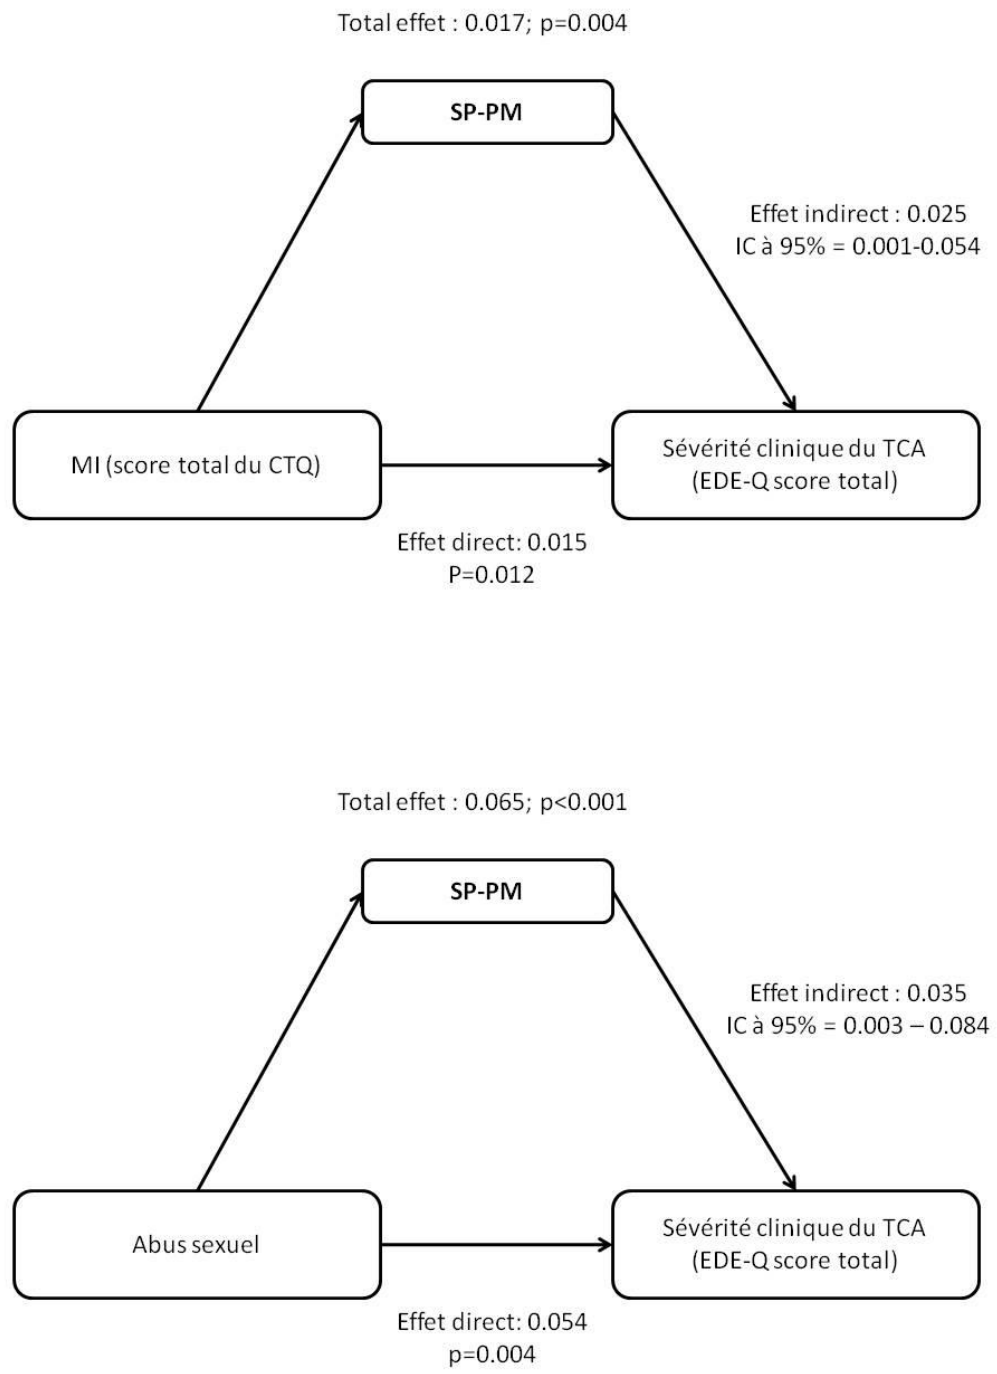 Total effet : 0.017; p=0.004
SP-PM
Effet indirect : 0.025
IC à 95% = 0.001-0.054
MI (score total du CTQ)
Sévérité clinique du TCA
(EDE-Q score total)
Effet direct: 0.015
P=0.012
Total effet : 0.065; p<0.001
SP-PM
Effet indirect : 0.035
IC à 95% = 0.003 – 0.084
Abus sexuel
Sévérité clinique du TCA
(EDE-Q score total)
Effet direct: 0.054
p=0.004